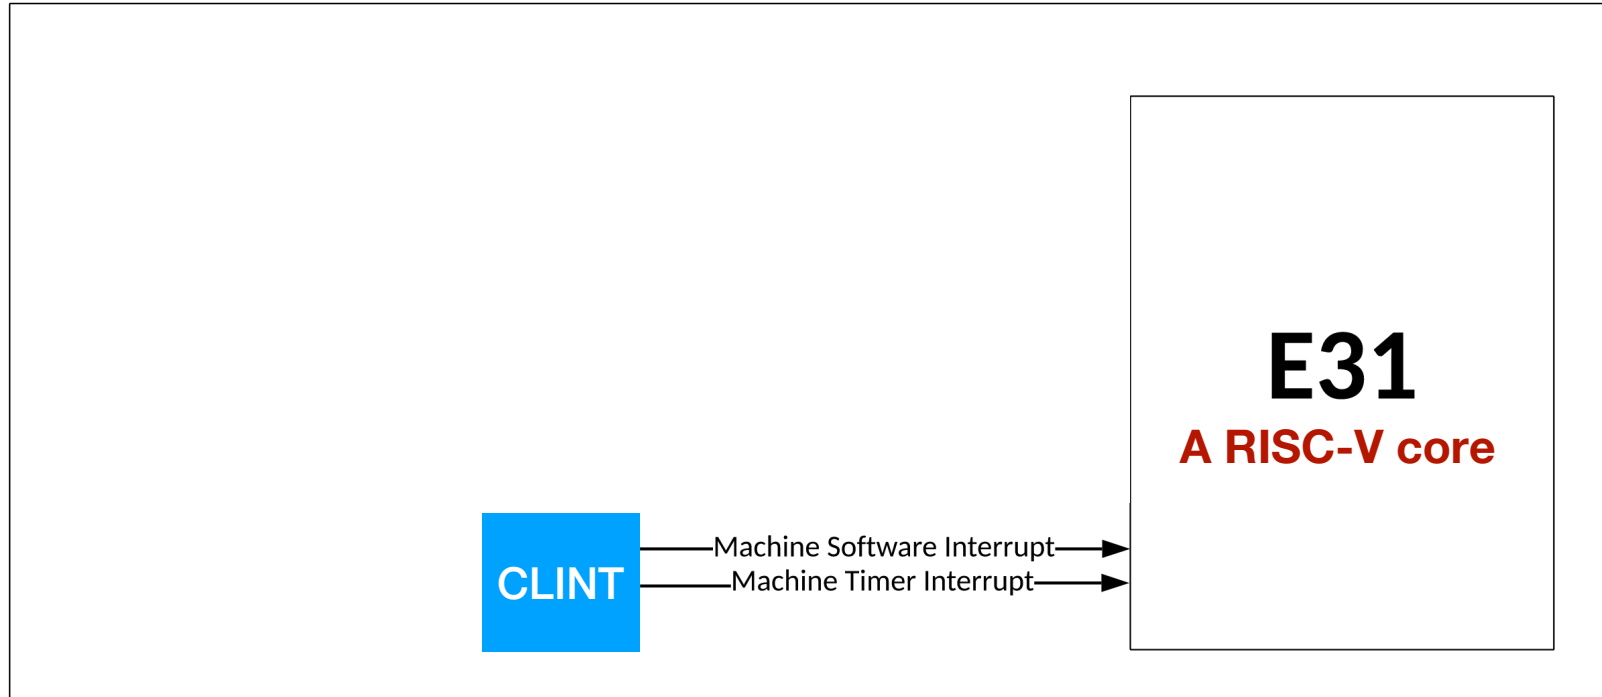 E31
A RISC-V core
CLINT
Machine Software Interrupt
Machine Timer Interrupt